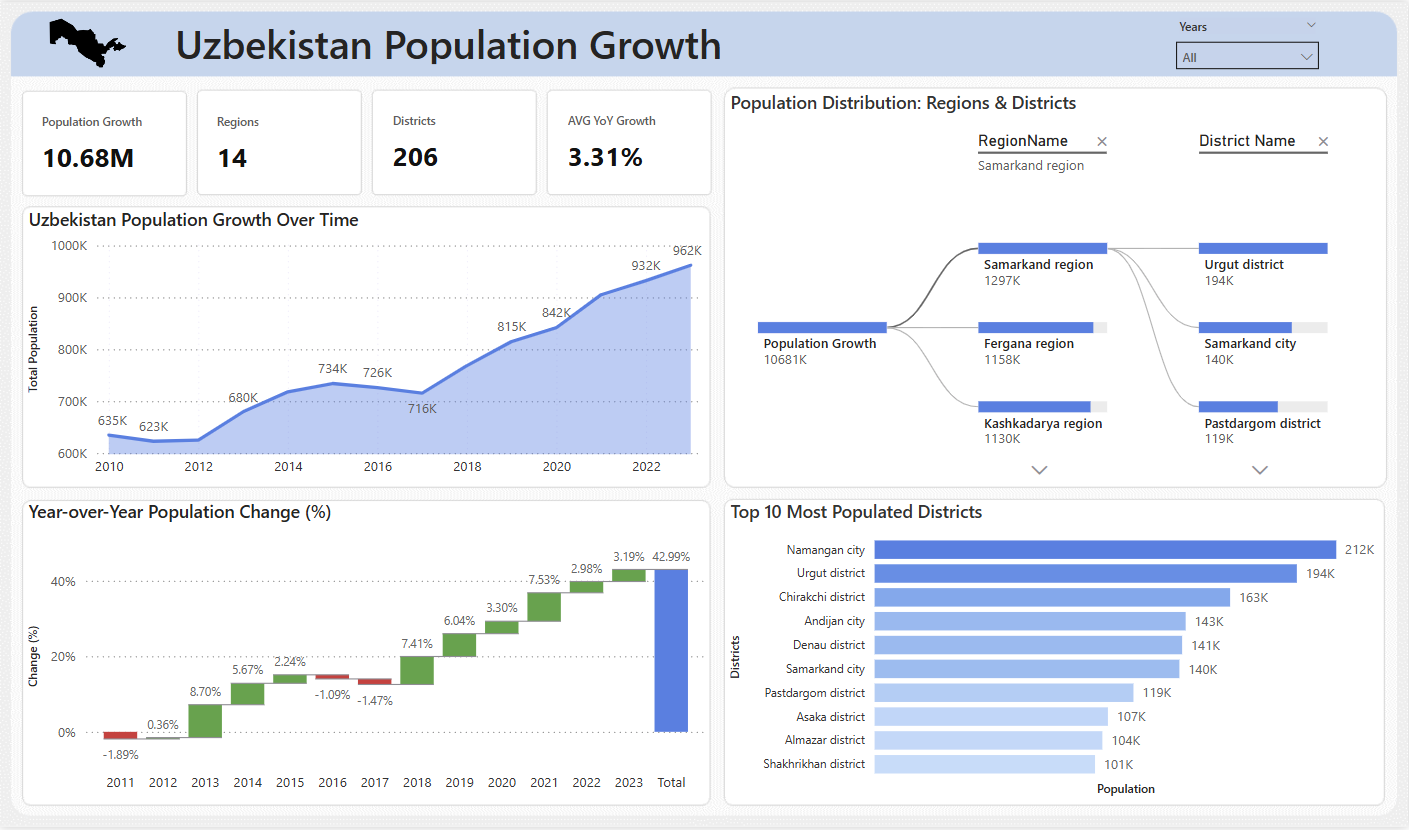 Uzbekistan Population Growth
Years
All
Population Growth
10.68M
Regions
14
Districts
206
AVG YoY Growth
3.31%
Uzbekistan Population Growth Over Time
Total Population
1000K
900K
800K
700K
600K
635K
623K
680K
734K
726K
716K
815K
842K
932K
962K
2010
2012
2014
2016
2018
2020
2022
Population Distribution: Regions & Districts
RegionName
Samarkand region
District Name
Population Growth
10681K
Samarkand region
1297K
Fergana region
1158K
Kashkadarya region
1130K
Urgut district
194K
Samarkand city
140K
Pastdargom district
119K
Year-over-Year Population Change (%)
Change (%)
40%
20%
0%
-1.89%
0.36%
8.70%
5.67%
2.24%
-1.09%
-1.47%
7.41%
6.04%
3.30%
7.53%
2.98%
3.19%
42.99%
2011
2012
2013
2014
2015
2016
2017
2018
2019
2020
2021
2022
2023
Total
Top 10 Most Populated Districts
Districts
Namangan city 212K
Urgut district 194K
Chirakchi district 163K
Andijan city 143K
Denau district 141K
Samarkand city 140K
Pastdargom district 119K
Asaka district 107K
Almazar district 104K
Shakhrikhan district 101K
Population